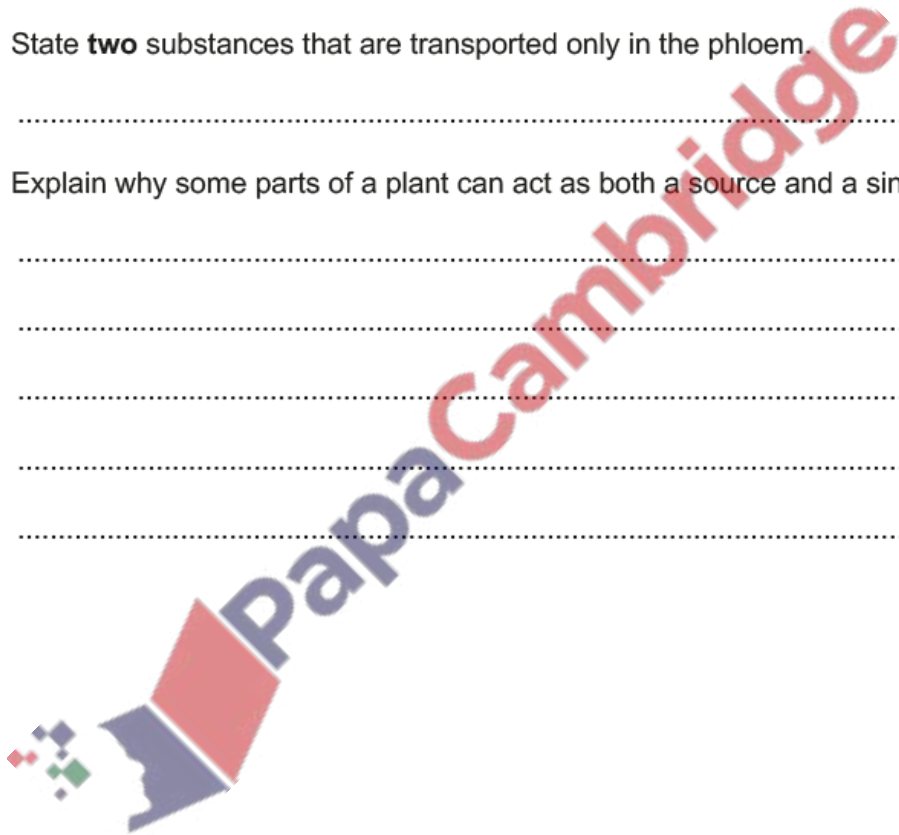 State two substances that are transported only in the phloem.
Explain why some parts of a plant can act as both a source and a sin
PapaCambridge